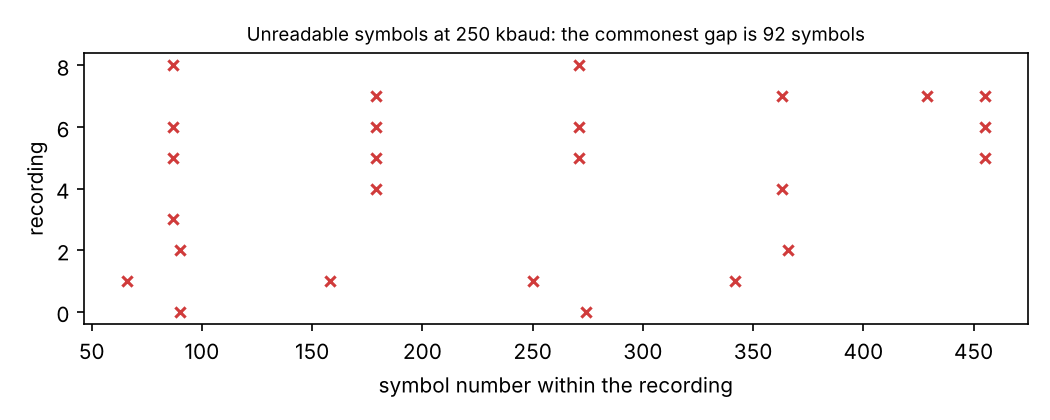 Unreadable symbols at 250 kbaud: the commonest gap is 92 symbols
8
6
4
2
0
recording
50 100 150 200 250 300 350 400 450
symbol number within the recording